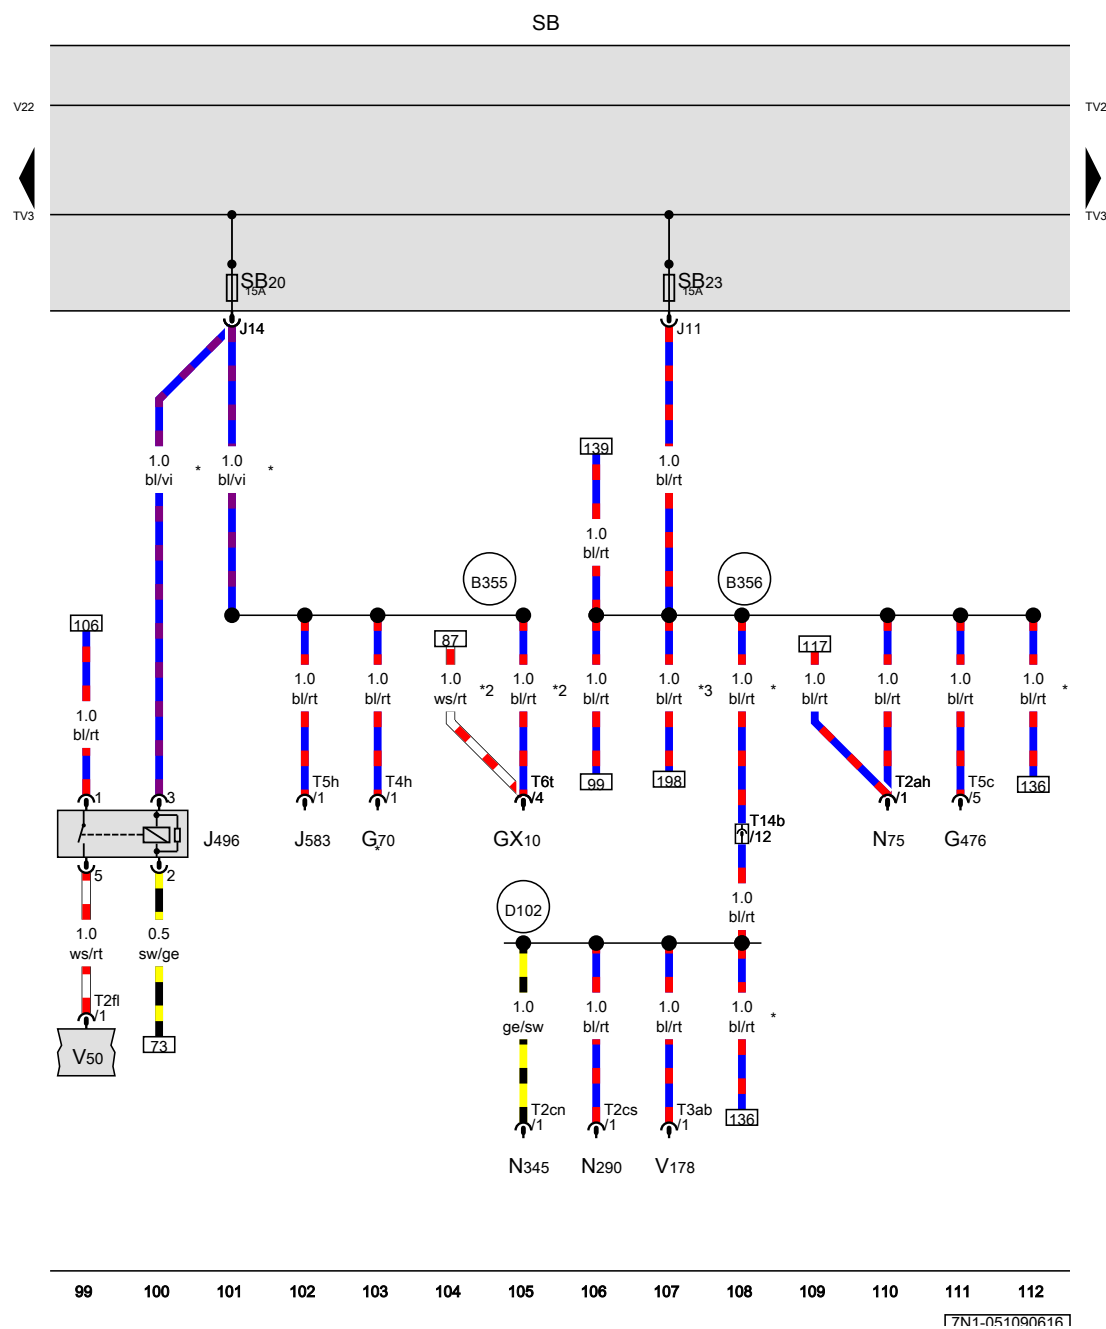 SB
V22
TV2
TV3
TV3
SB20
15A
SB23
15A
J14
J11
139
1.0
bl/vi
*
1.0
bl/vi
*
1.0
bl/rt
1.0
bl/rt
B355
B356
106
87
117
1.0
ws/rt
*2
1.0
bl/rt
1.0
bl/rt
1.0
bl/rt
*2
1.0
bl/rt
1.0
bl/rt
*3
1.0
bl/rt
*
1.0
bl/rt
1.0
bl/rt
1.0
bl/rt
1.0
bl/rt
*
1.0
bl/rt
T5h
/1
T4h
/1
T6t
/4
99
198
T2ah
/1
T5c
/5
136
1
3
J496
J583
G70
*
GX10
T14b
/12
N75
G476
5
2
1.0
ws/rt
0.5
sw/ge
D102
1.0
bl/rt
T2fl
/1
V50
73
1.0
ge/sw
1.0
bl/rt
1.0
bl/rt
1.0
bl/rt
*
T2cn
/1
T2cs
/1
T3ab
/1
136
N345
N290
V178
99 100 101 102 103 104 105 106 107 108 109 110 111 112
7N1-051090616